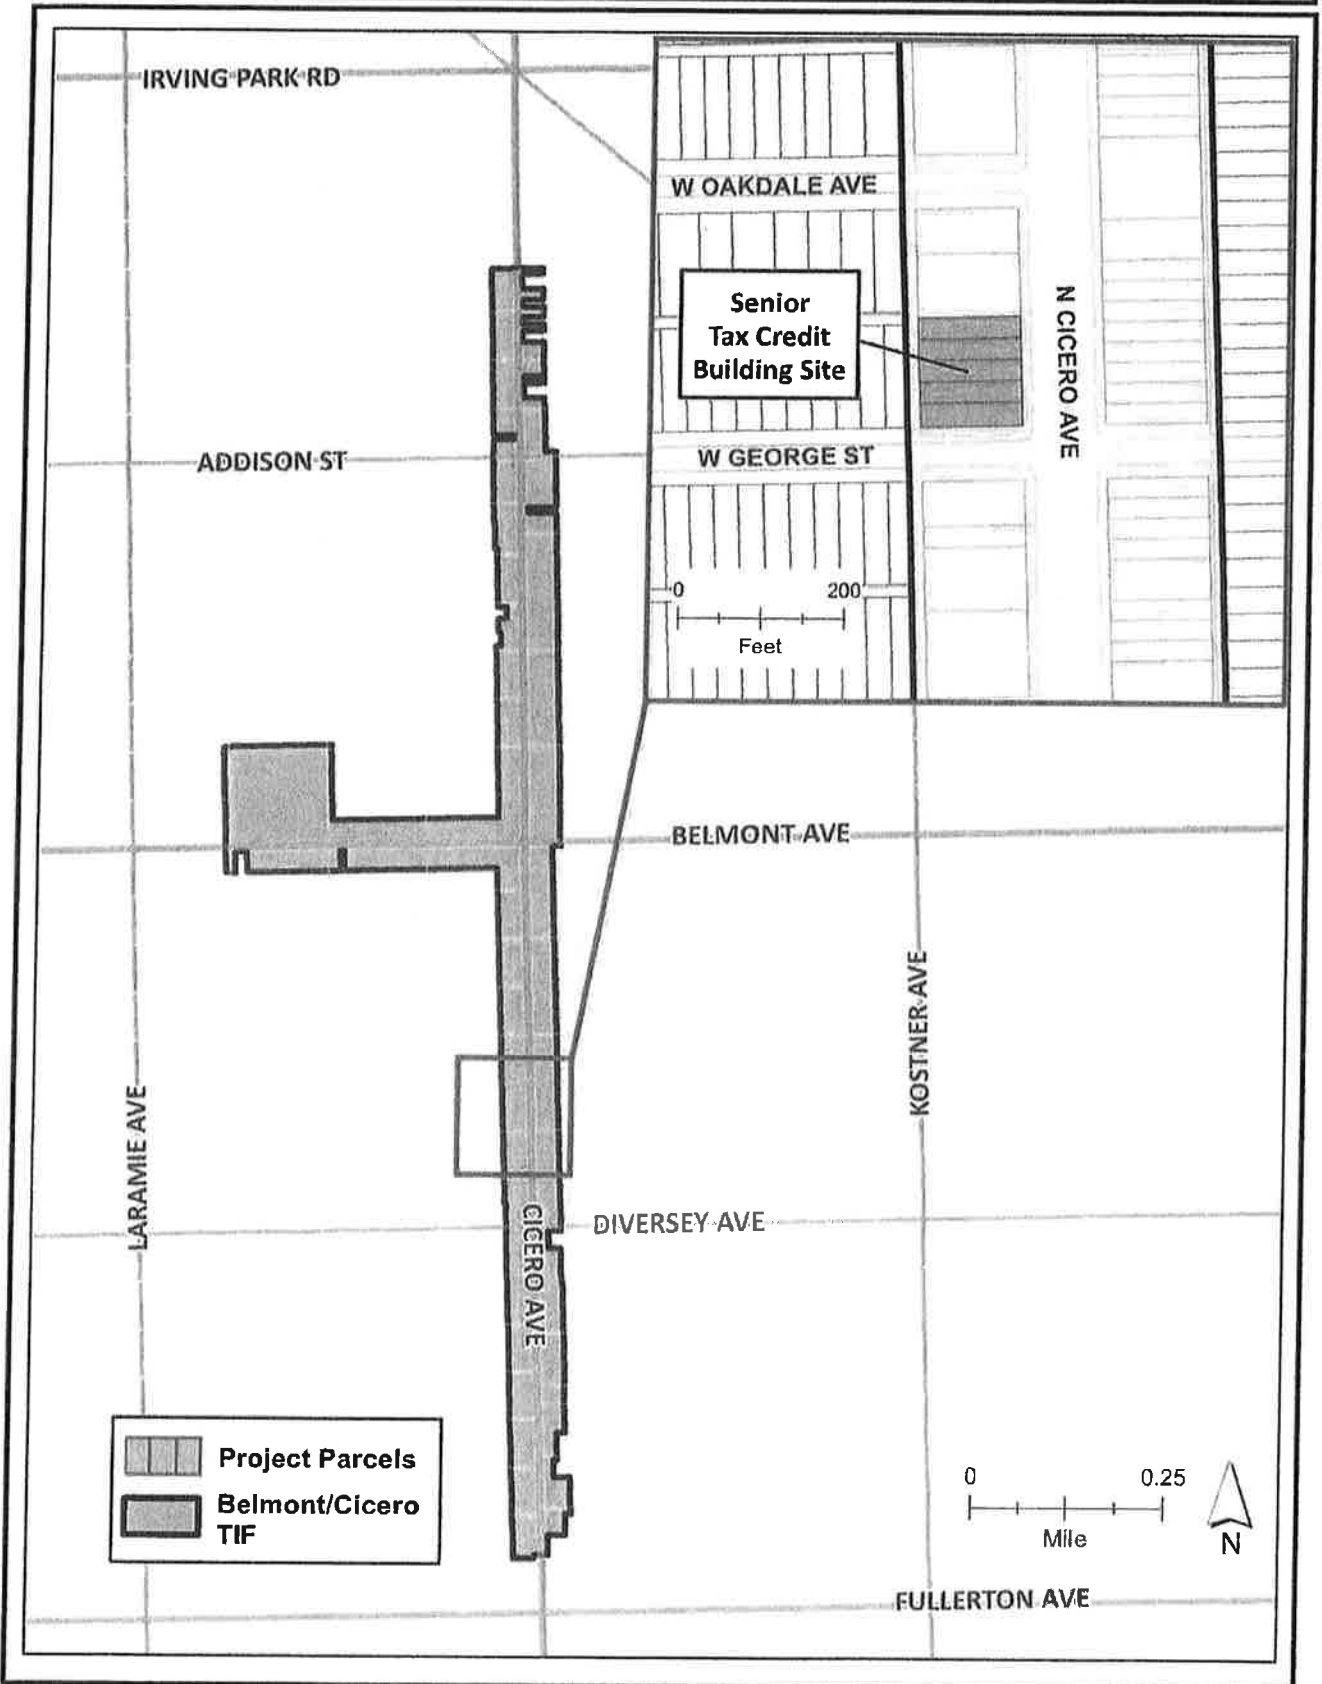 IRVING PARK RD
W OAKDALE AVE
Senior
Tax Credit
Building Site
N CICERO AVE
ADDISON ST
W GEORGE ST
0 200
Feet
BELMONT AVE
KOSTNER AVE
LARAMIE AVE
DIVERSEY AVE
CICERO AVE
Project Parcels
Belmont/Cicero
TIF
0 0.25
Mile
N
FULLERTON AVE